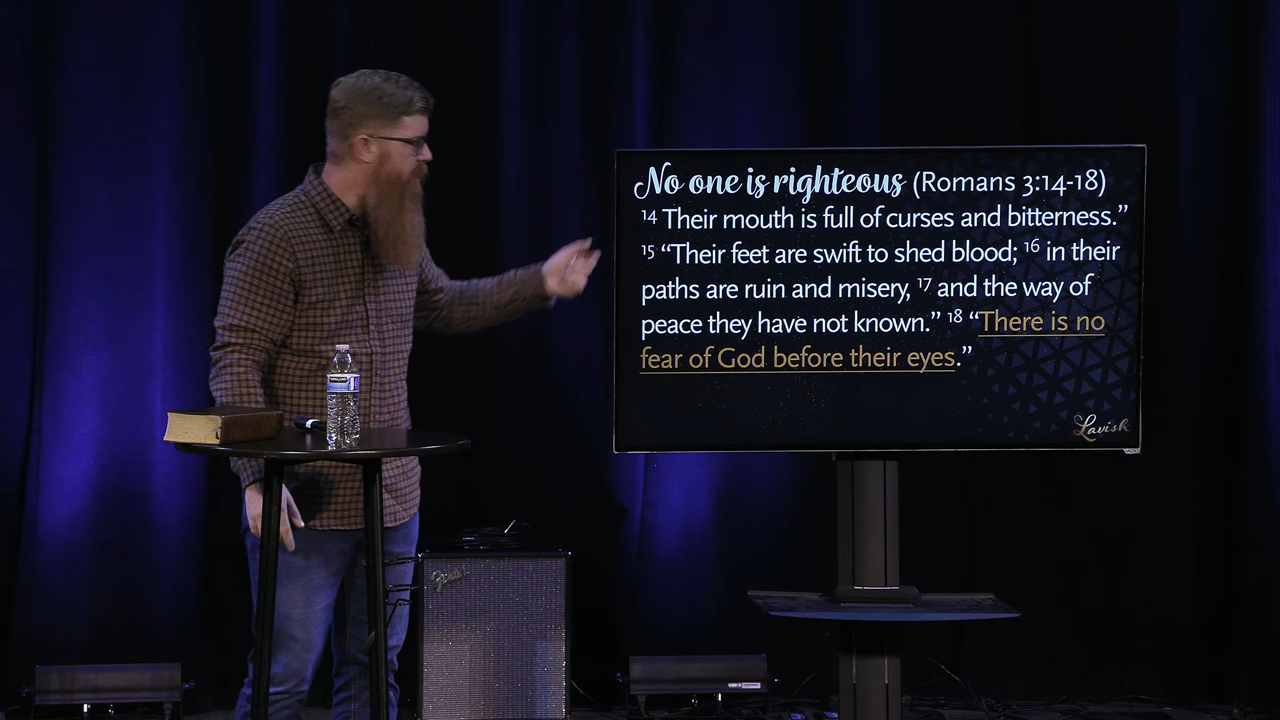 No one is righteous (Romans 3:14-18)
14 Their mouth is full of curses and bitterness.”
15 “Their feet are swift to shed blood; 16 in their
paths are ruin and misery, 17 and the way of
peace they have not known.” 18 “There is no
fear of God before their eyes.”
Lavish
Fender